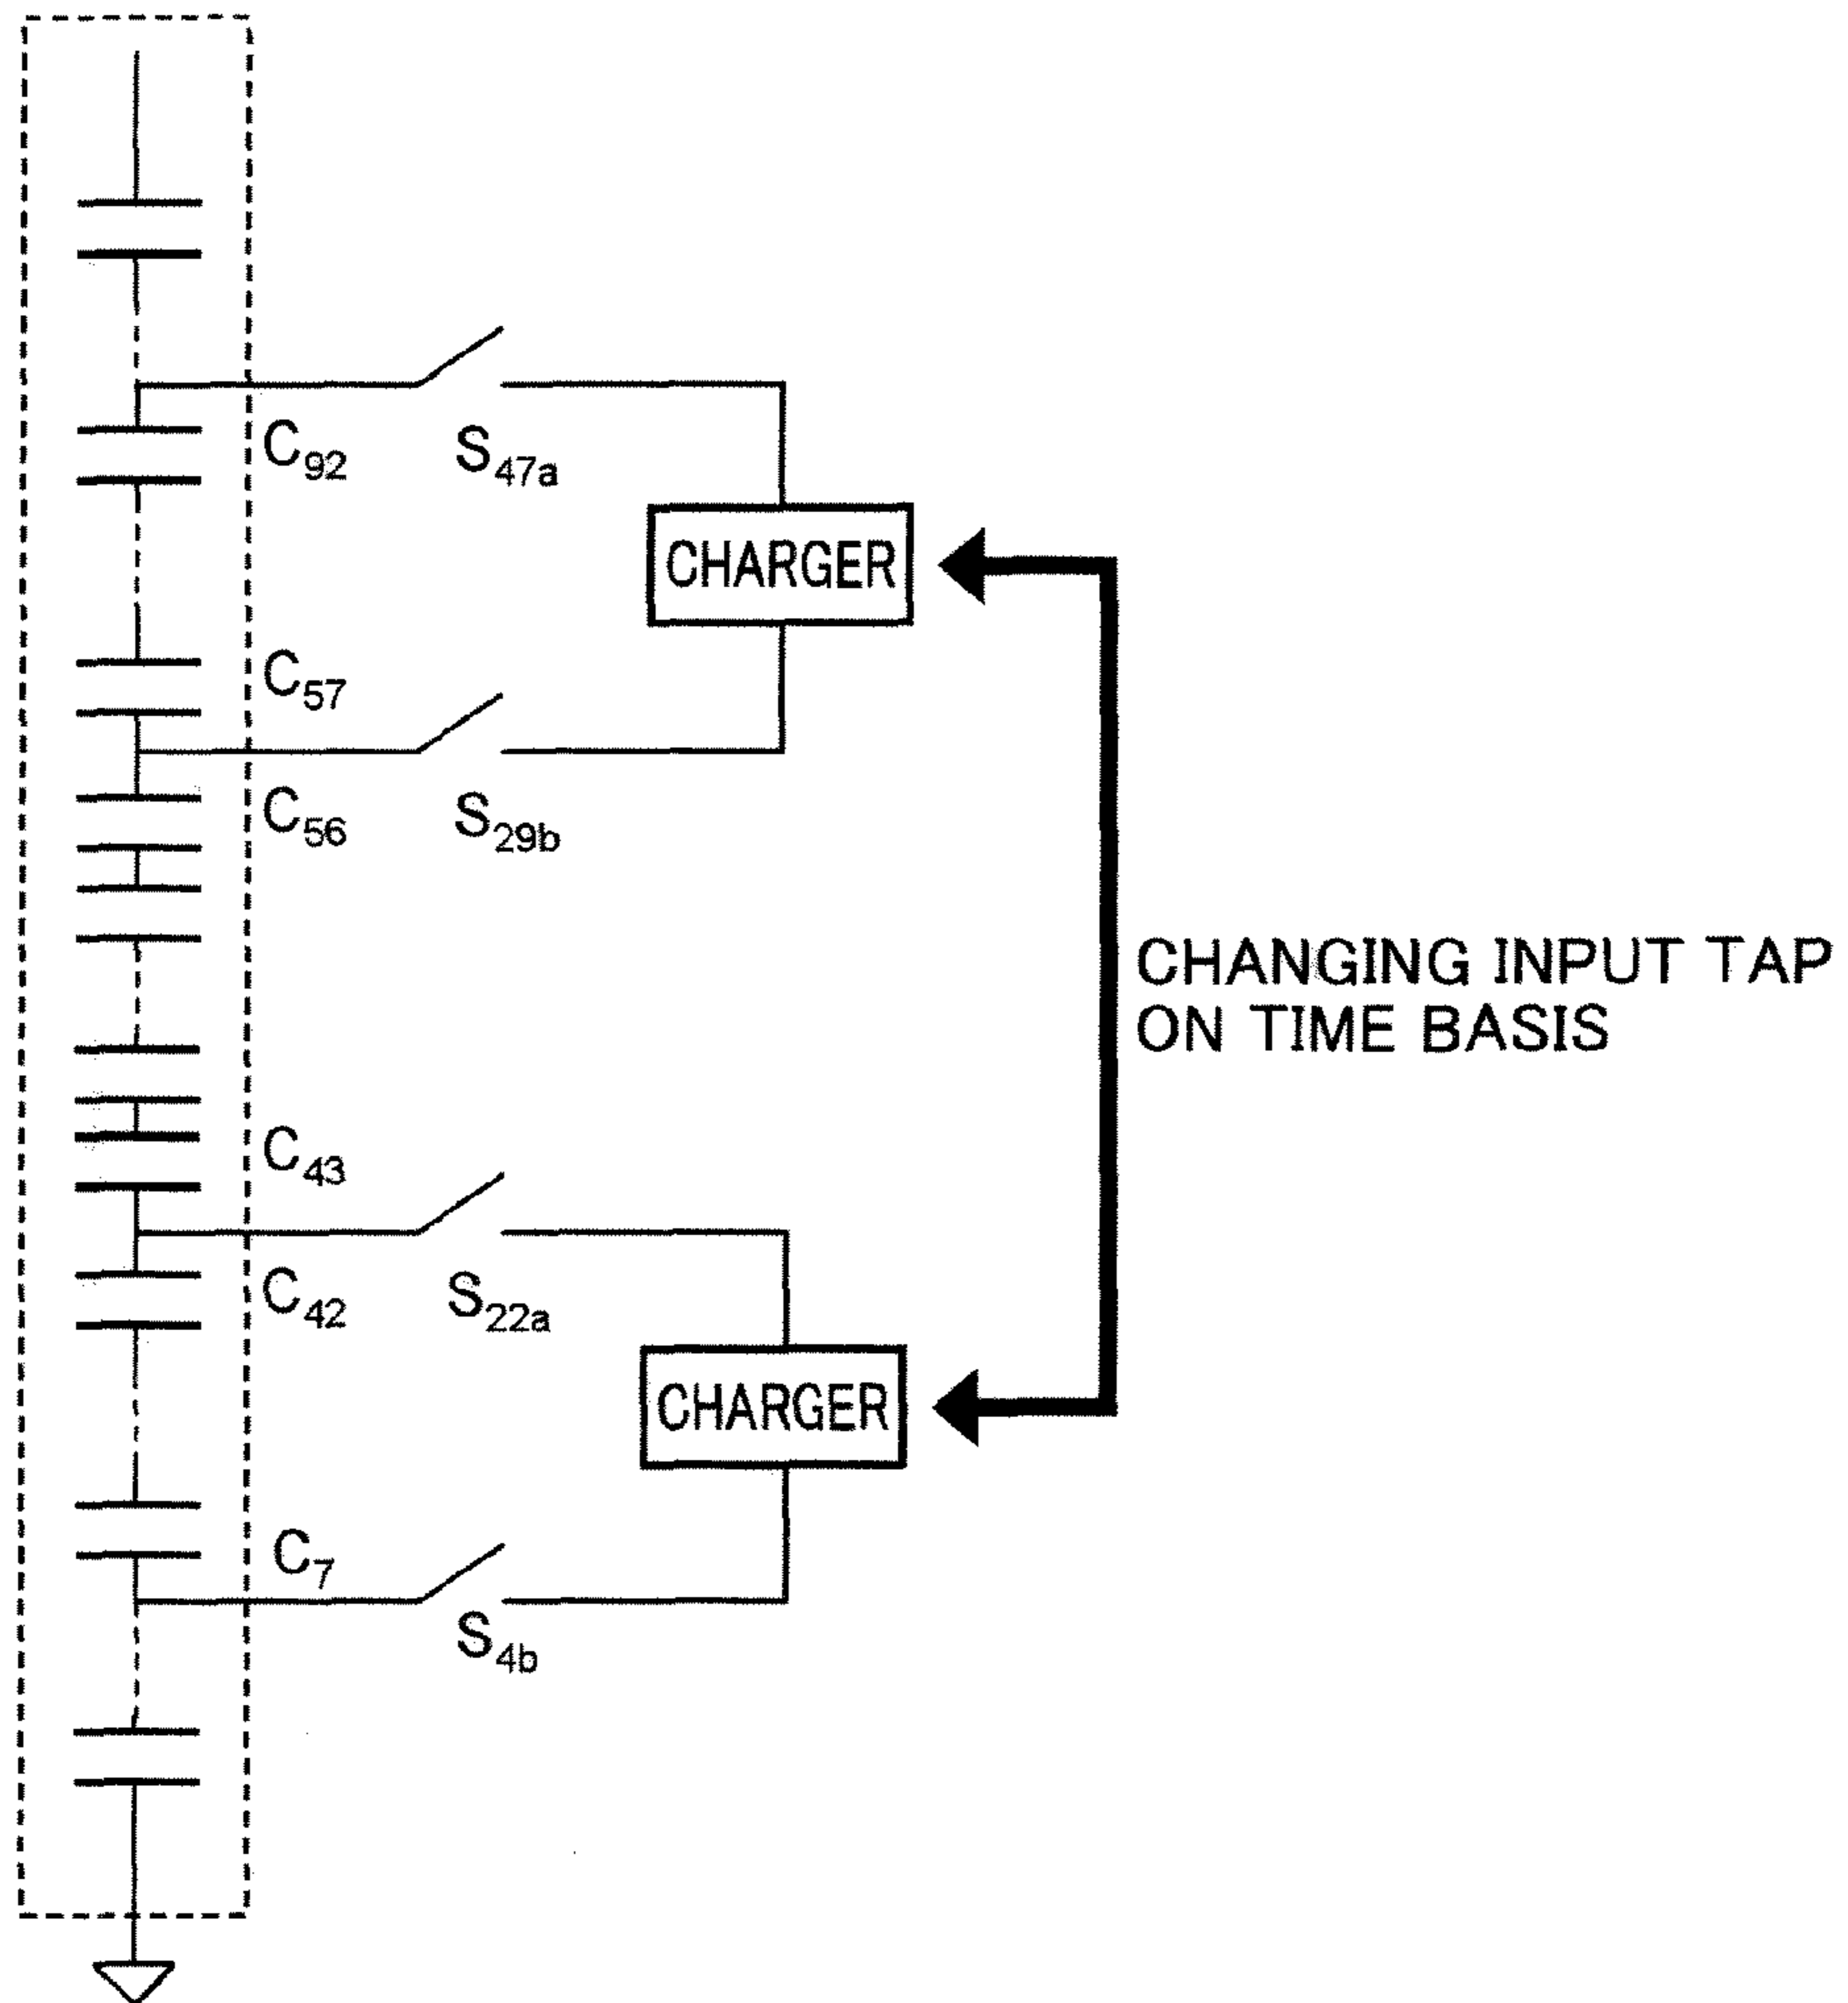 C92
S47a
CHARGER
C57
C56
S29b
CHANGING INPUT TAP
ON TIME BASIS
C43
C42
S22a
CHARGER
C7
S4b